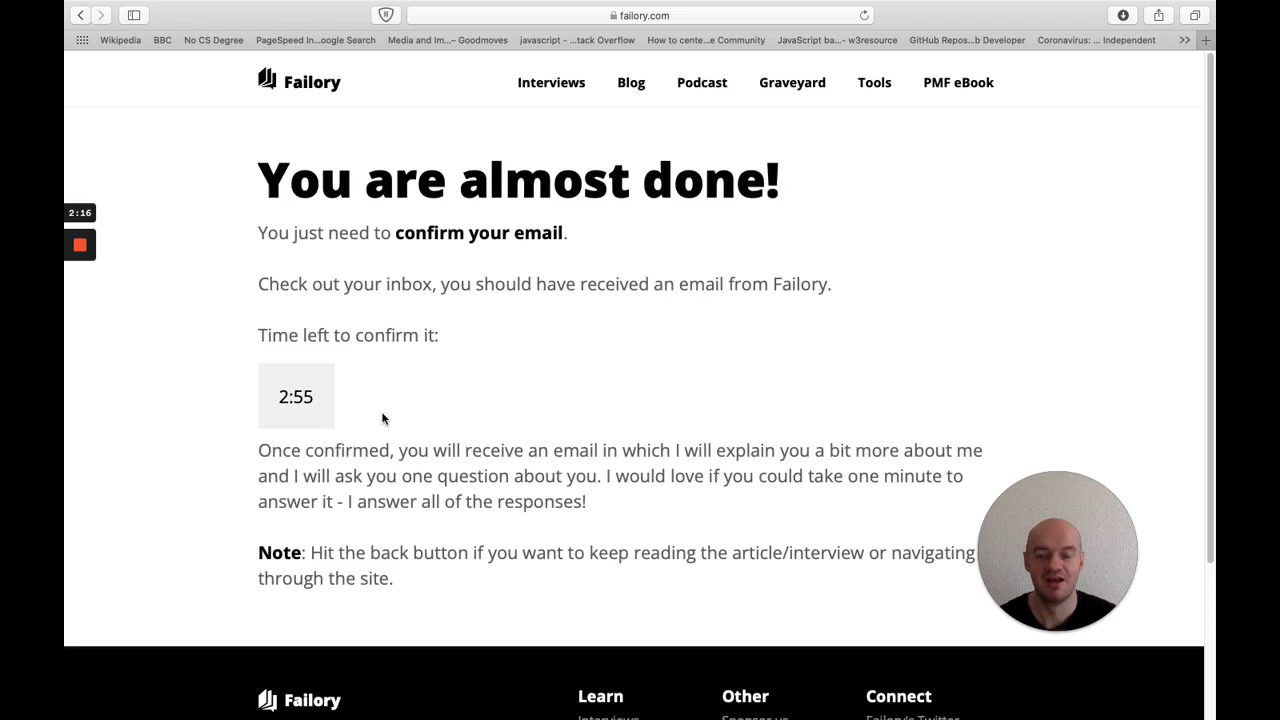 failory.com
Wikipedia BBC No CS Degree PageSpeed In...oogle Search Media and Im...– Goodmoves javascript - ...tack Overflow How to cente...e Community JavaScript ba...- w3resource GitHub Repos...b Developer Coronavirus: ... Independent >> +
Failory Interviews Blog Podcast Graveyard Tools PMF eBook
You are almost done!
2:16
You just need to confirm your email.
Check out your inbox, you should have received an email from Failory.
Time left to confirm it:
2:55
Once confirmed, you will receive an email in which I will explain you a bit more about me
and I will ask you one question about you. I would love if you could take one minute to
answer it - I answer all of the responses!
Note: Hit the back button if you want to keep reading the article/interview or navigating
through the site.
Failory Learn Other Connect
Interviews Sponsor us Failory's Twitter